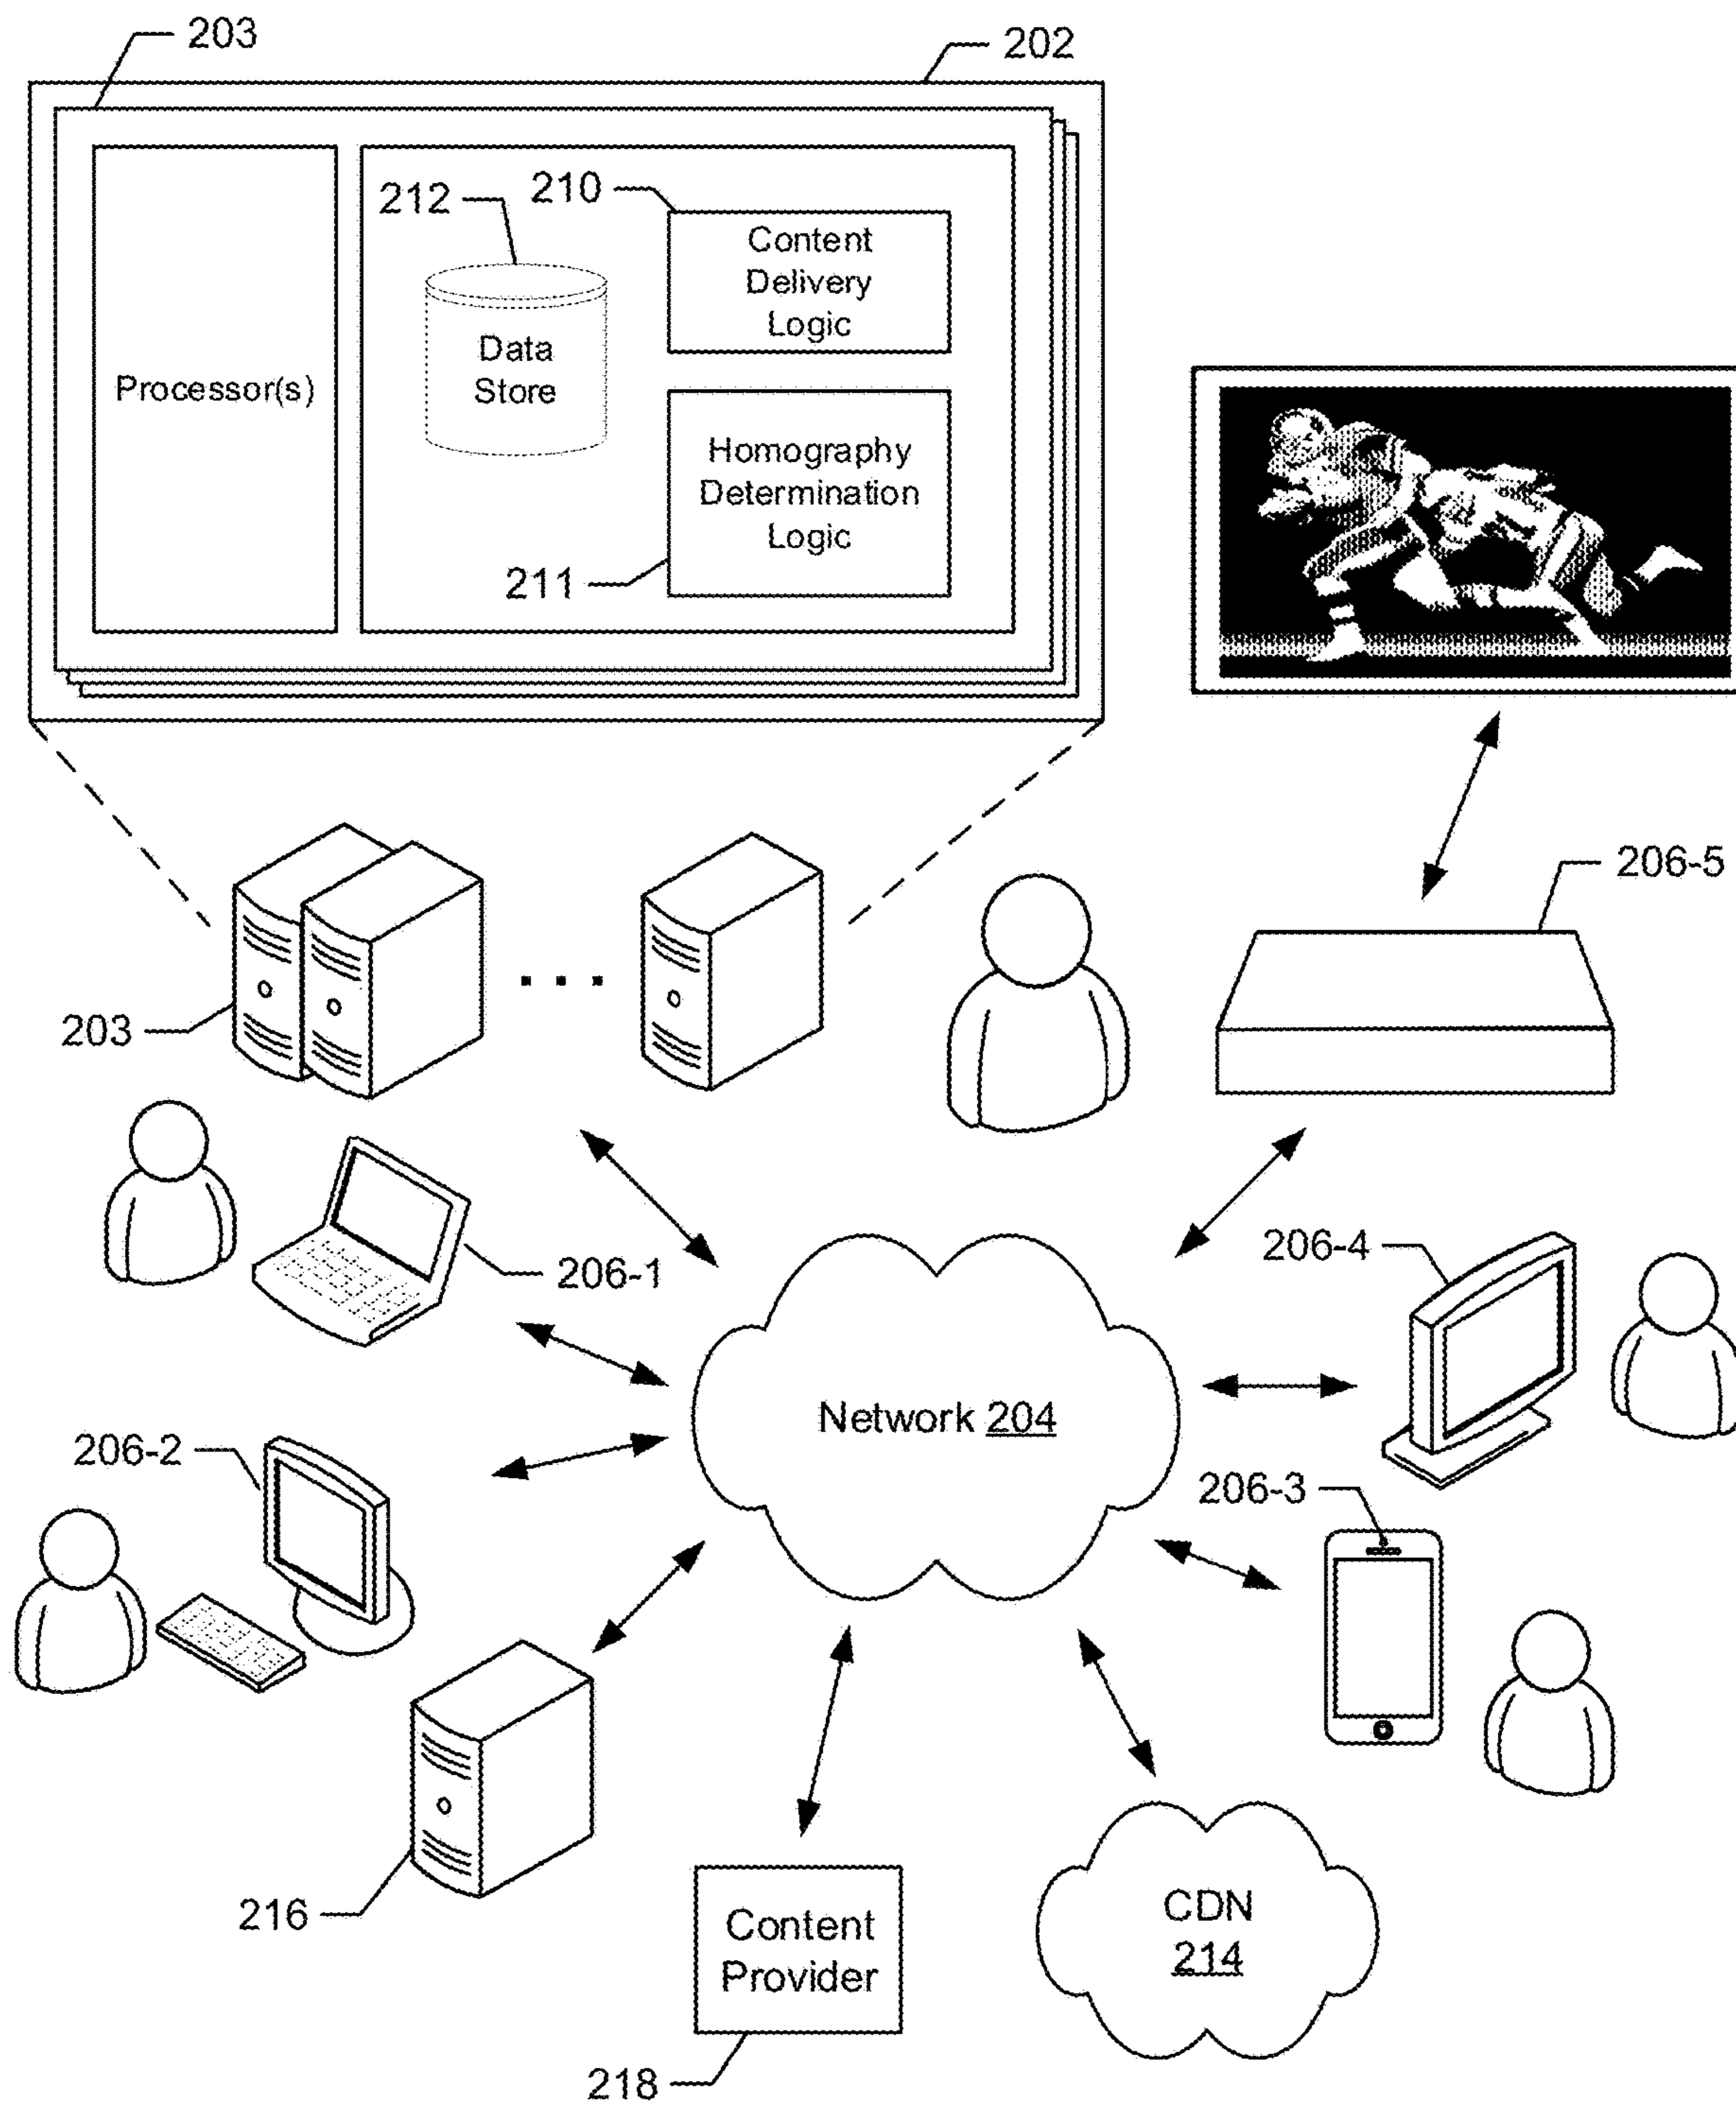 203
202
212
210
Content
Delivery
Logic
Data
Store
Processor(s)
Homography
Determination
Logic
211
206-5
203
206-1
206-4
Network 204
206-2
206-3
216
Content
Provider
CDN
214
218